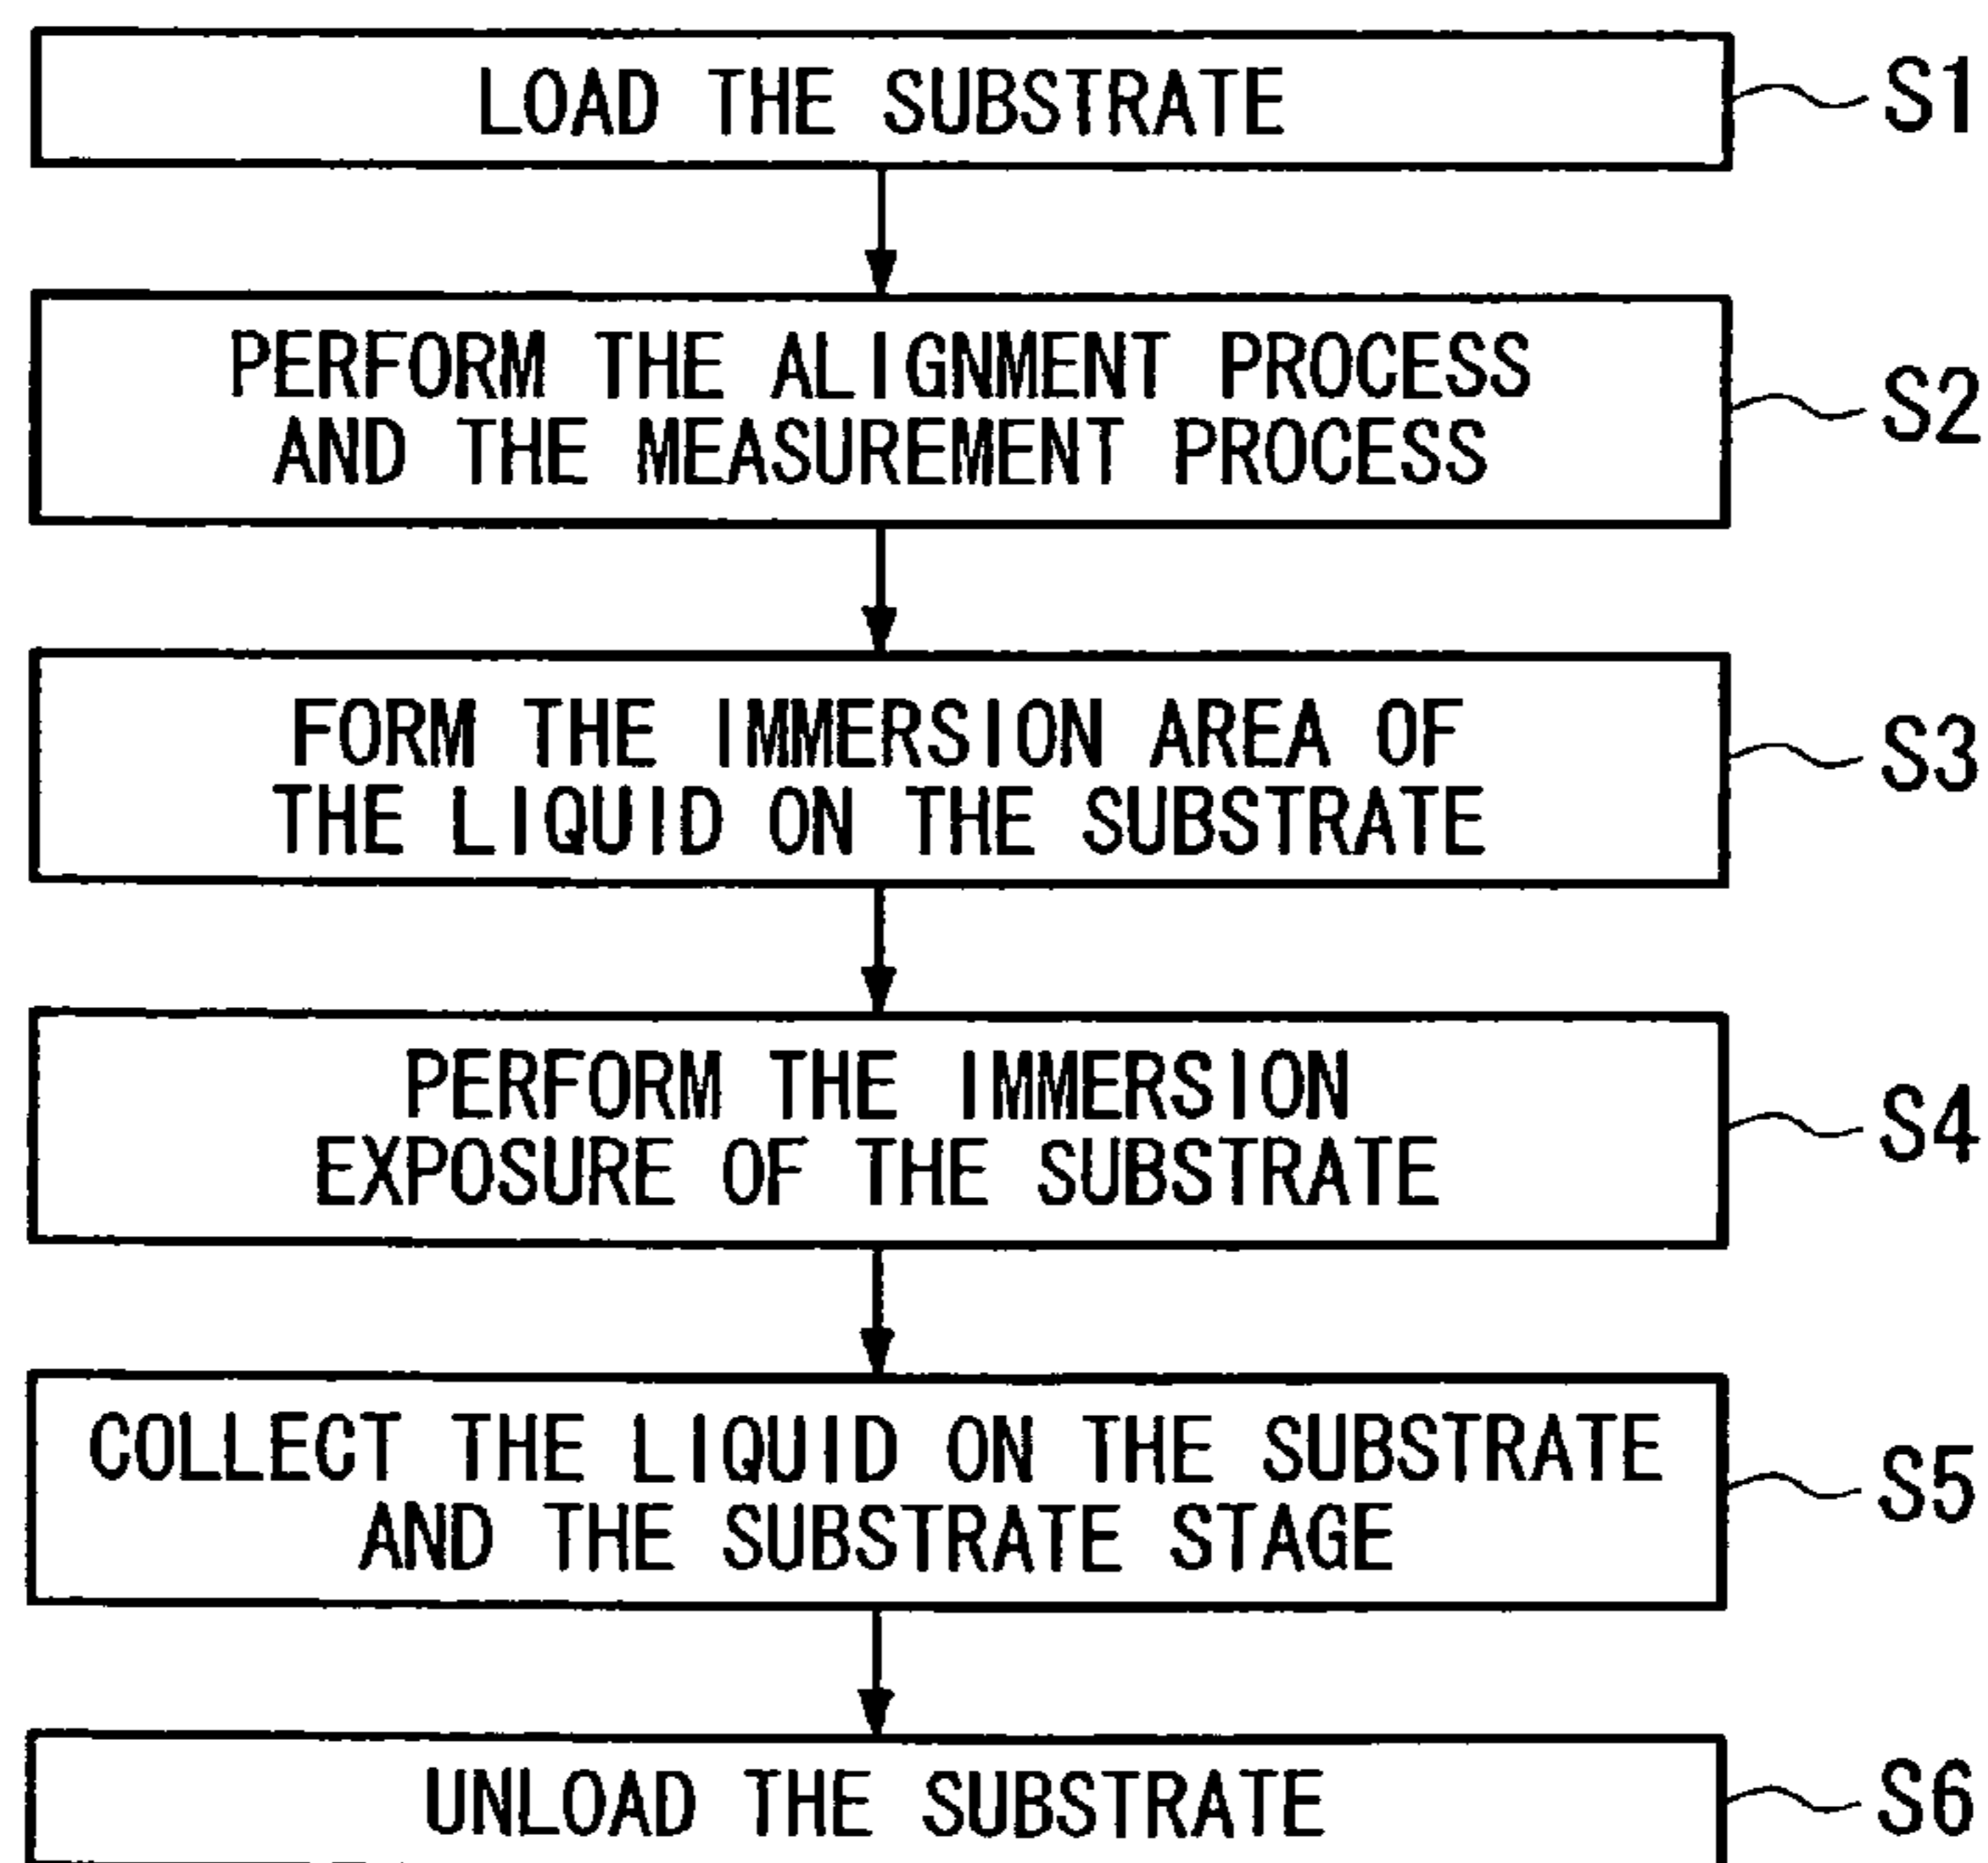 LOAD THE SUBSTRATE
S1
PERFORM THE ALIGNMENT PROCESS
AND THE MEASUREMENT PROCESS
S2
FORM THE IMMERSION AREA OF
THE LIQUID ON THE SUBSTRATE
S3
PERFORM THE IMMERSION
EXPOSURE OF THE SUBSTRATE
S4
COLLECT THE LIQUID ON THE SUBSTRATE
AND THE SUBSTRATE STAGE
S5
UNLOAD THE SUBSTRATE
S6